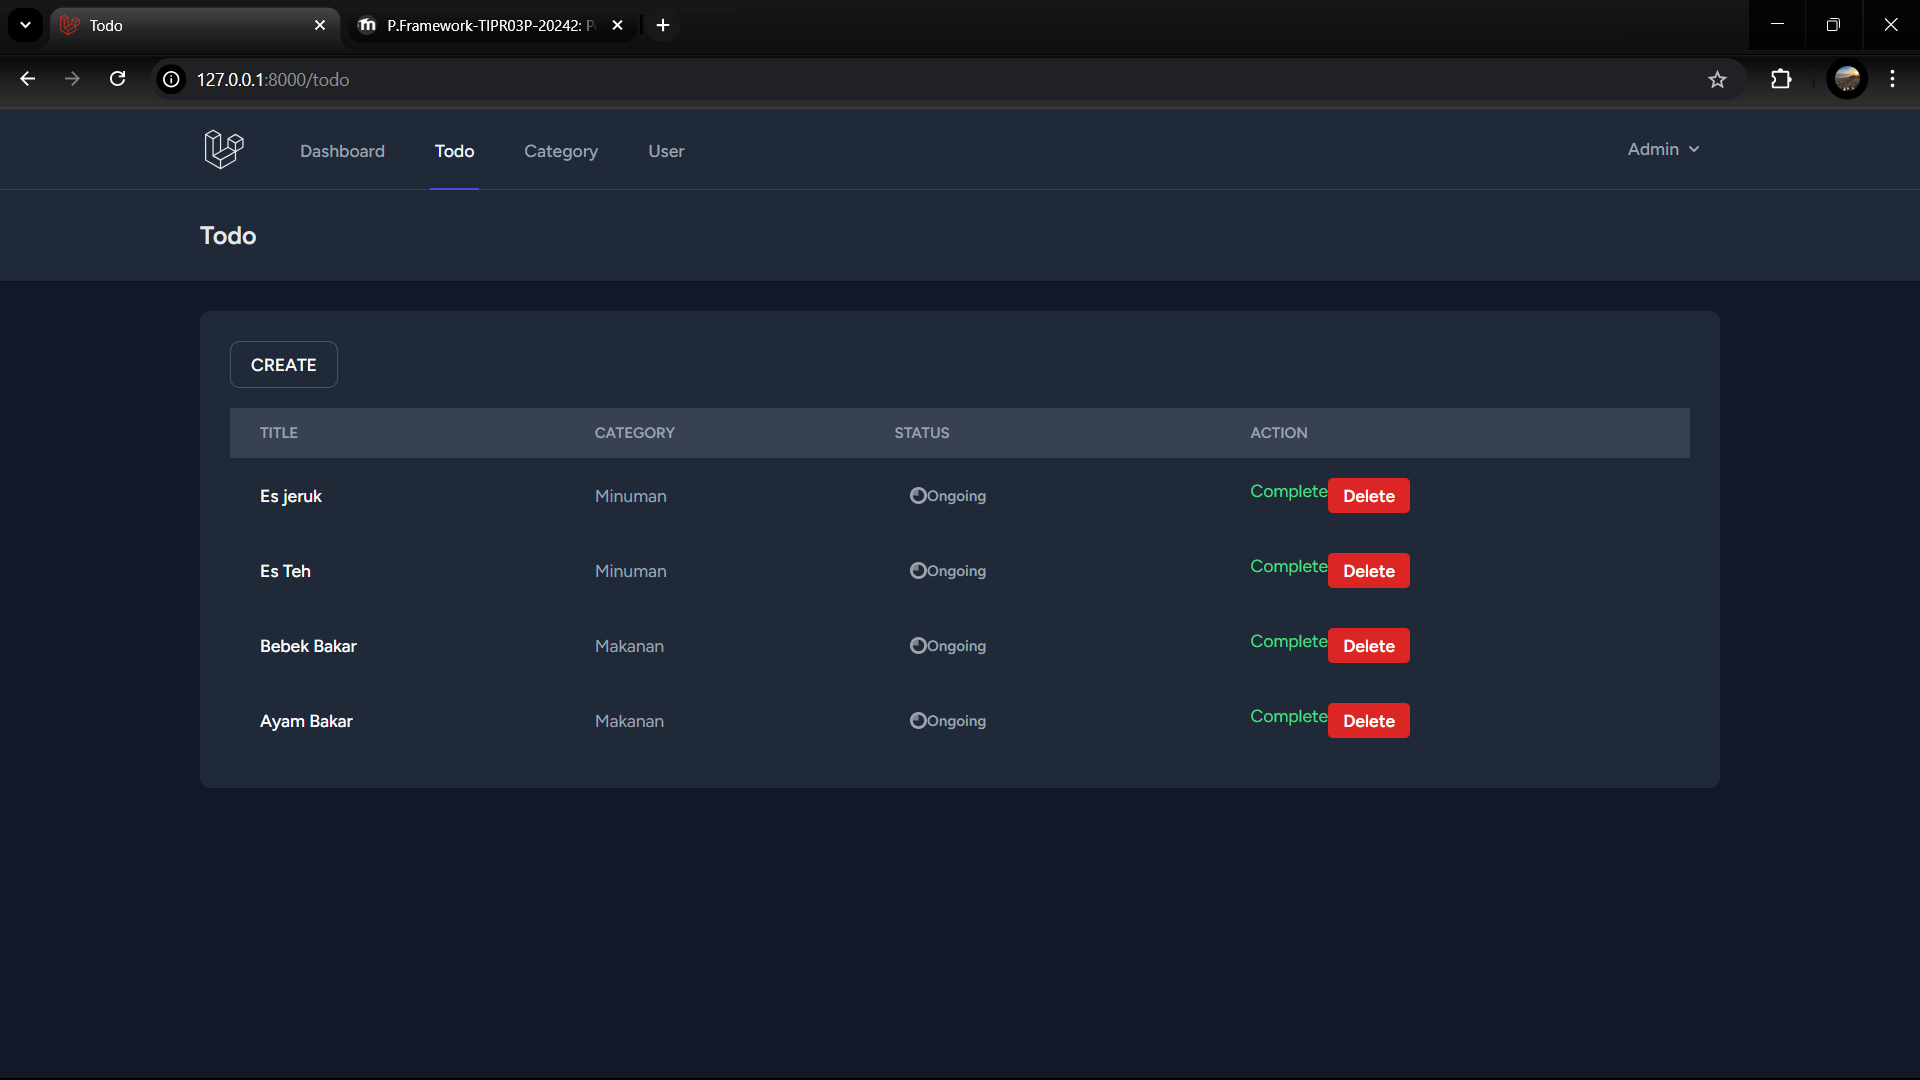 Todo
P.Framework-TIPR03P-20242:
127.0.0.1:8000/todo
Dashboard Todo Category User Admin
Todo
CREATE
TITLE CATEGORY STATUS ACTION
Es jeruk Minuman Ongoing Complete Delete
Es Teh Minuman Ongoing Complete Delete
Bebek Bakar Makanan Ongoing Complete Delete
Ayam Bakar Makanan Ongoing Complete Delete